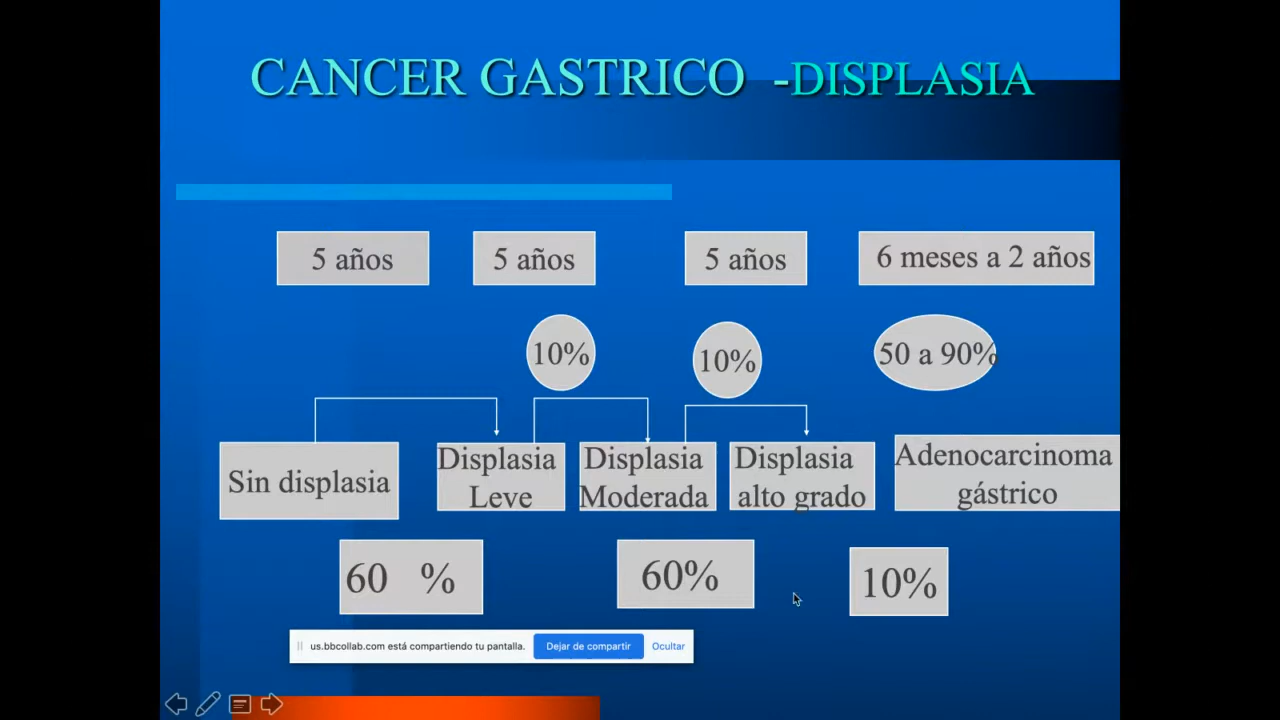 CANCER GASTRICO -DISPLASIA
5 años
5 años
5 años
6 meses a 2 años
10%
10%
50 a 90%
Sin displasia
Displasia
Leve
Displasia
Moderada
Displasia
alto grado
Adenocarcinoma
gástrico
60 %
60%
10%
us.bbcollab.com está compartiendo tu pantalla.
Dejar de compartir
Ocultar